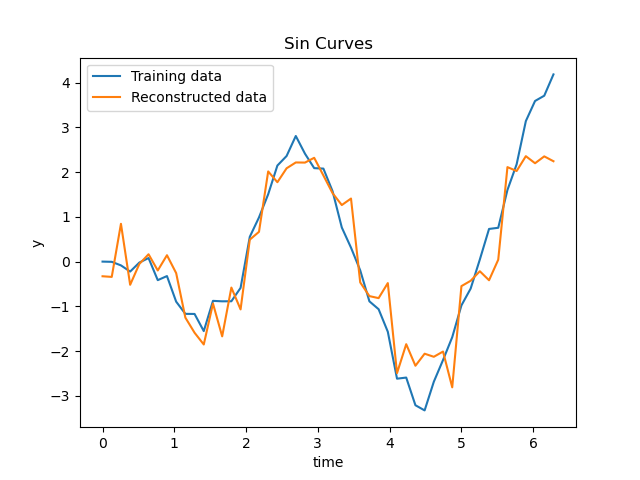 Sin Curves
Training data
Reconstructed data
4
3
2
1
0
−1
−2
−3
y
0 1 2 3 4 5 6
time